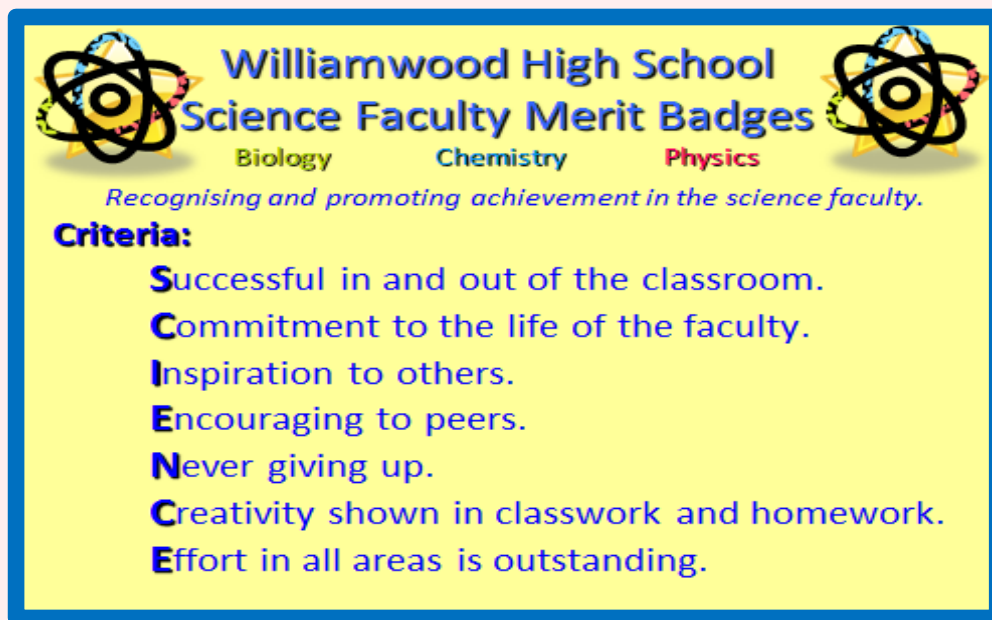 Williamwood High School
Science Faculty Merit Badges
Biology Chemistry Physics
Recognising and promoting achievement in the science faculty.
Criteria:
Successful in and out of the classroom.
Commitment to the life of the faculty.
Inspiration to others.
Encouraging to peers.
Never giving up.
Creativity shown in classwork and homework.
Effort in all areas is outstanding.